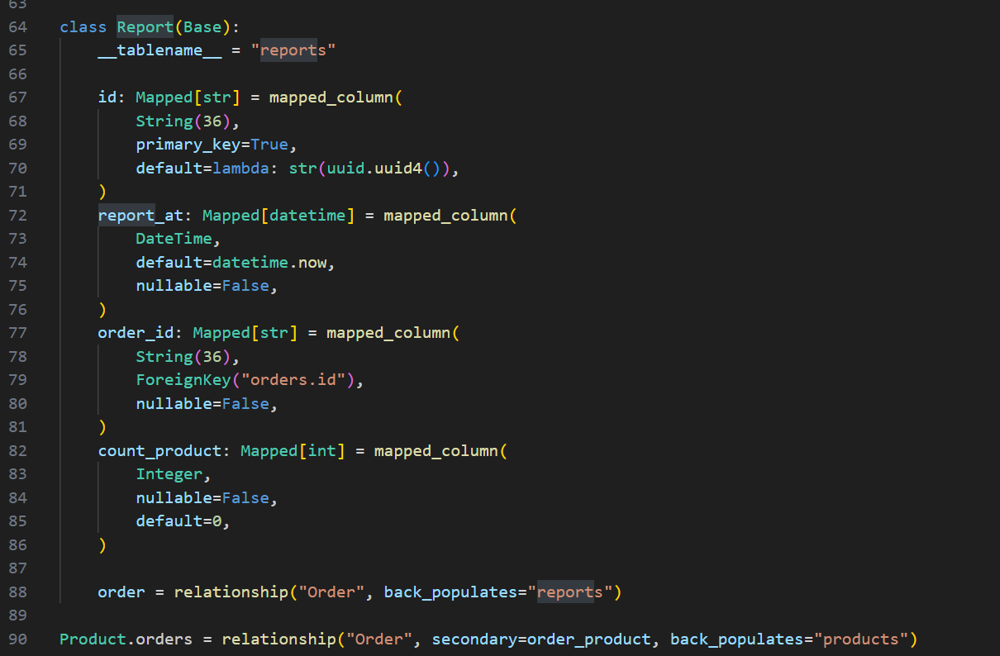 63
64 class Report(Base):
65     __tablename__ = "reports"
66
67     id: Mapped[str] = mapped_column(
68         String(36),
69         primary_key=True,
70         default=lambda: str(uuid.uuid4()),
71     )
72     report_at: Mapped[datetime] = mapped_column(
73         DateTime,
74         default=datetime.now,
75         nullable=False,
76     )
77     order_id: Mapped[str] = mapped_column(
78         String(36),
79         ForeignKey("orders.id"),
80         nullable=False,
81     )
82     count_product: Mapped[int] = mapped_column(
83         Integer,
84         nullable=False,
85         default=0,
86     )
87
88     order = relationship("Order", back_populates="reports")
89
90 Product.orders = relationship("Order", secondary=order_product, back_populates="products")